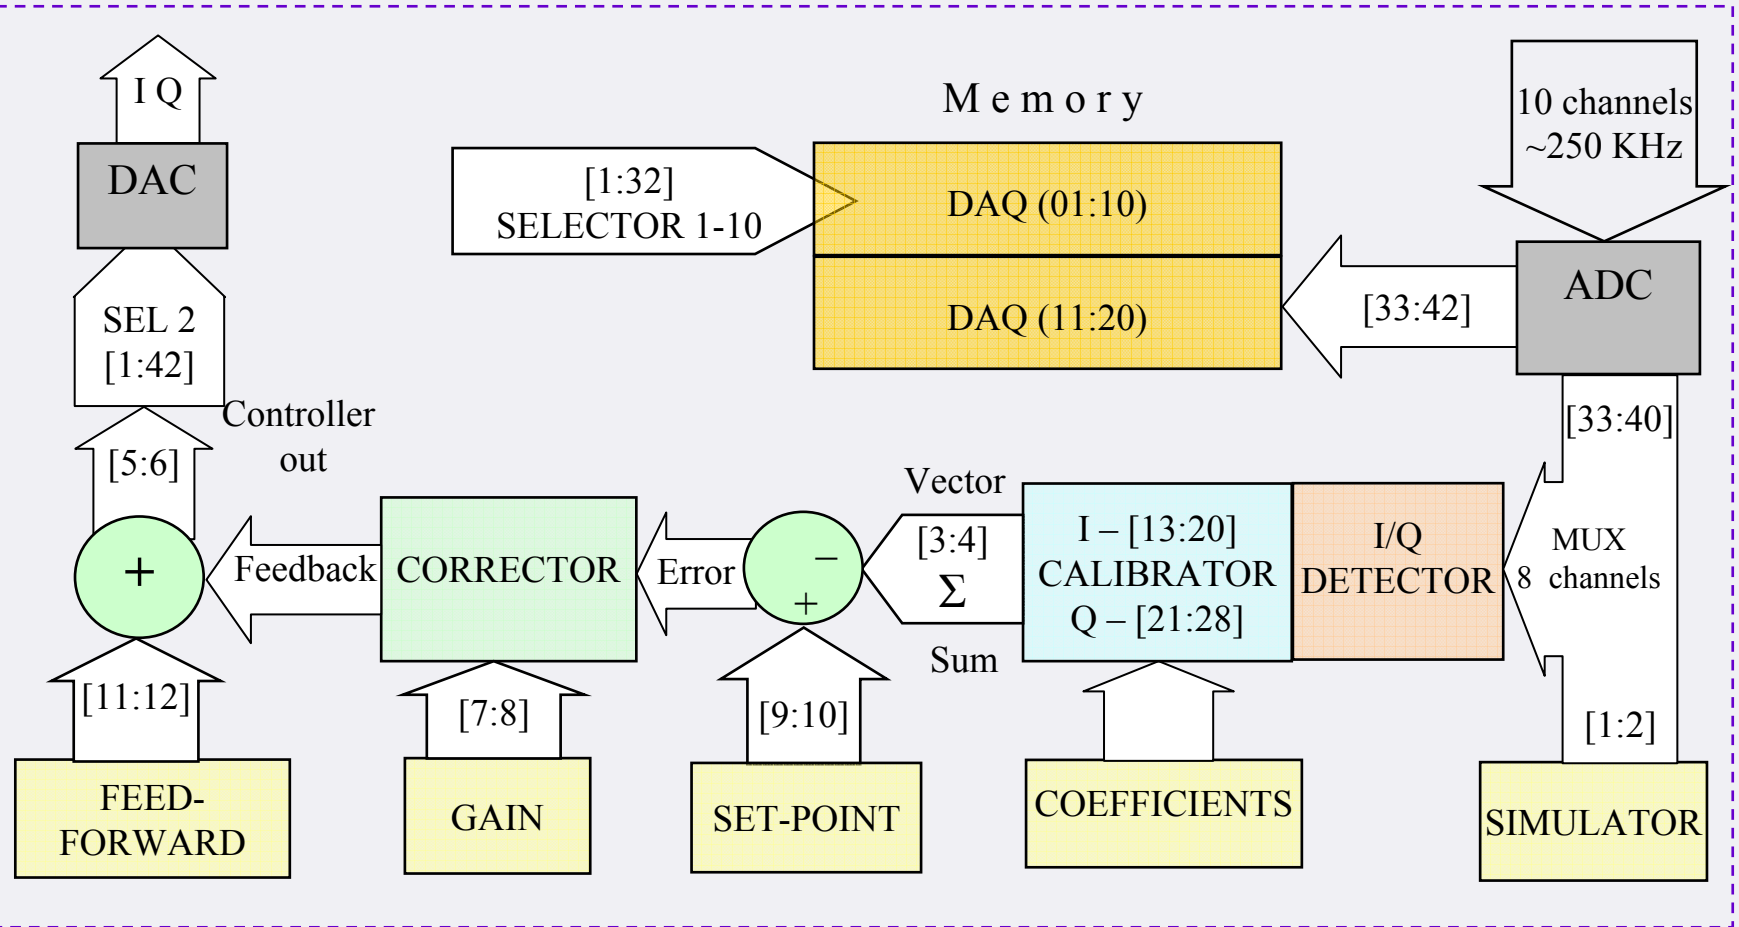 I Q
DAC
SEL 2
[1:42]
Controller
out
[5:6]
+
Feedback
[11:12]
FEED-
FORWARD
M e m o r y
[1:32]
SELECTOR 1-10
DAQ (01:10)
DAQ (11:20)
[33:42]
10 channels
~250 KHz
ADC
[33:40]
MUX
8 channels
[1:2]
SIMULATOR
I/Q
DETECTOR
I – [13:20]
CALIBRATOR
Q – [21:28]
COEFFICIENTS
Vector
[3:4]
Σ
Sum
–
+
[9:10]
SET-POINT
Error
CORRECTOR
[7:8]
GAIN